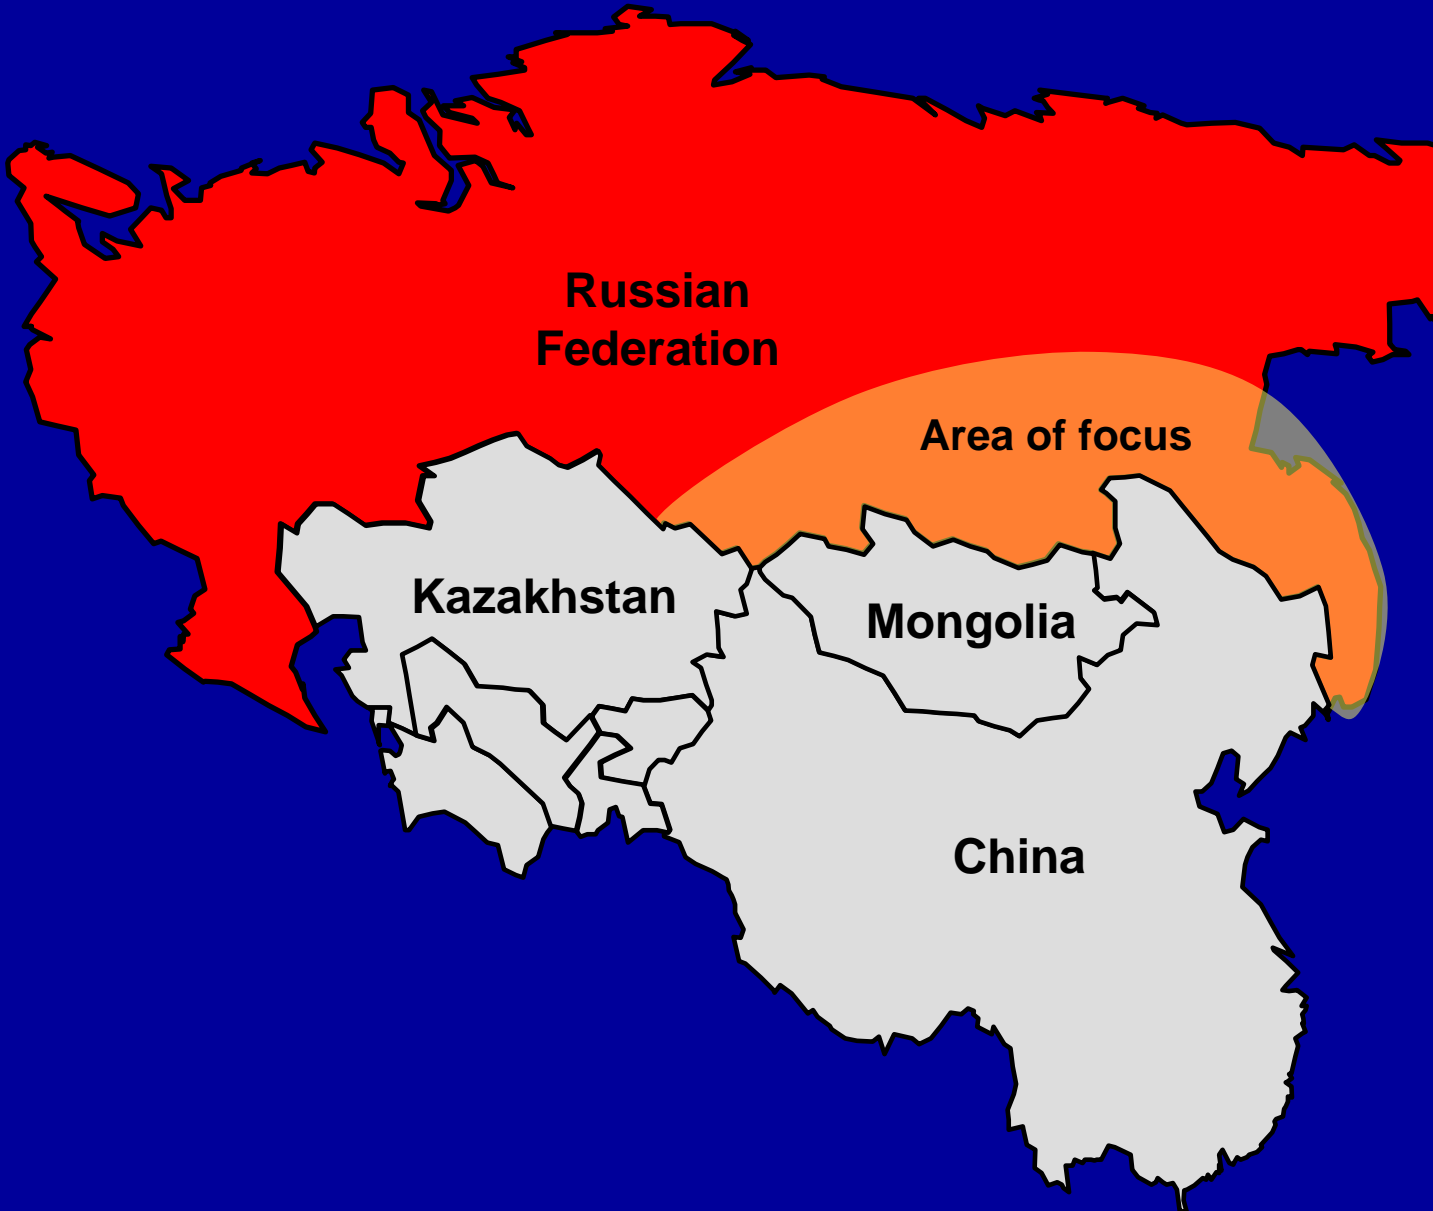 Russian
Federation
Area of focus
Kazakhstan
Mongolia
China